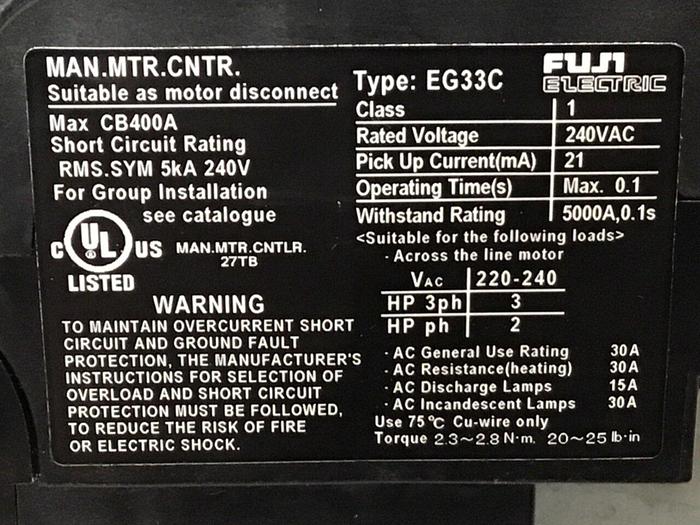 MAN.MTR.CNTR.
Suitable as motor disconnect
Max CB400A
Short Circuit Rating
RMS.SYM 5kA 240V
For Group Installation
see catalogue
C UL US MAN.MTR.CNTLR.
® 27TB
LISTED
WARNING
TO MAINTAIN OVERCURRENT SHORT
CIRCUIT AND GROUND FAULT
PROTECTION, THE MANUFACTURER'S
INSTRUCTIONS FOR SELECTION OF
OVERLOAD AND SHORT CIRCUIT
PROTECTION MUST BE FOLLOWED,
TO REDUCE THE RISK OF FIRE
OR ELECTRIC SHOCK.
Type: EG33C
FUJI
ELECTRIC
Class 1
Rated Voltage 240VAC
Pick Up Current(mA) 21
Operating Time(s) Max. 0.1
Withstand Rating 5000A,0.1s
<Suitable for the following loads>
· Across the line motor
VAC 220-240
HP 3ph 3
HP ph 2
· AC General Use Rating 30A
· AC Resistance(heating) 30A
· AC Discharge Lamps 15A
· AC Incandescent Lamps 30A
Use 75℃ Cu-wire only
Torque 2.3~2.8N·m. 20~25 lb·in